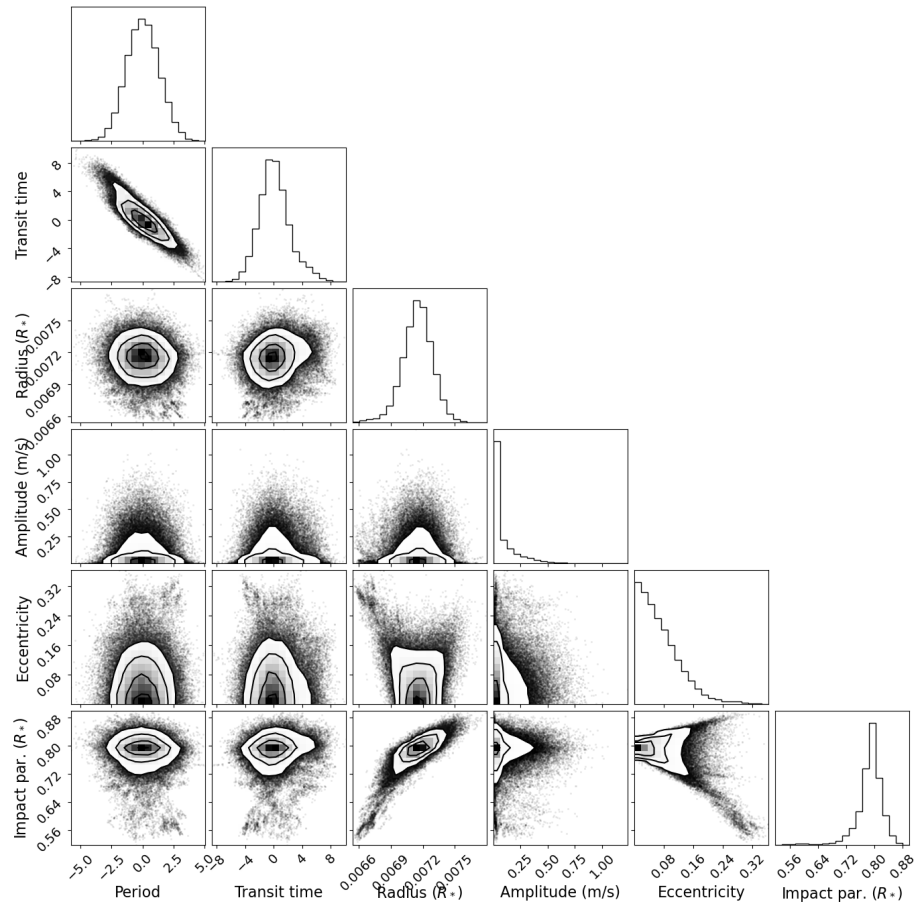 Transit time
8
4
0
−4
−8
Radius (R*)
0.0075
0.0072
0.0069
0.0066
Amplitude (m/s)
1.00
0.75
0.50
0.25
Eccentricity
0.32
0.24
0.16
0.08
Impact par. (R*)
0.88
0.80
0.72
0.64
0.56
−5.0 −2.5 0.0 2.5 5.0
−8 −4 0 4 8
0.0066 0.0069 0.0072 0.0075
0.25 0.50 0.75 1.00
0.08 0.16 0.24 0.32
0.56 0.64 0.72 0.80 0.88
Period Transit time Radius (R*) Amplitude (m/s) Eccentricity Impact par. (R*)